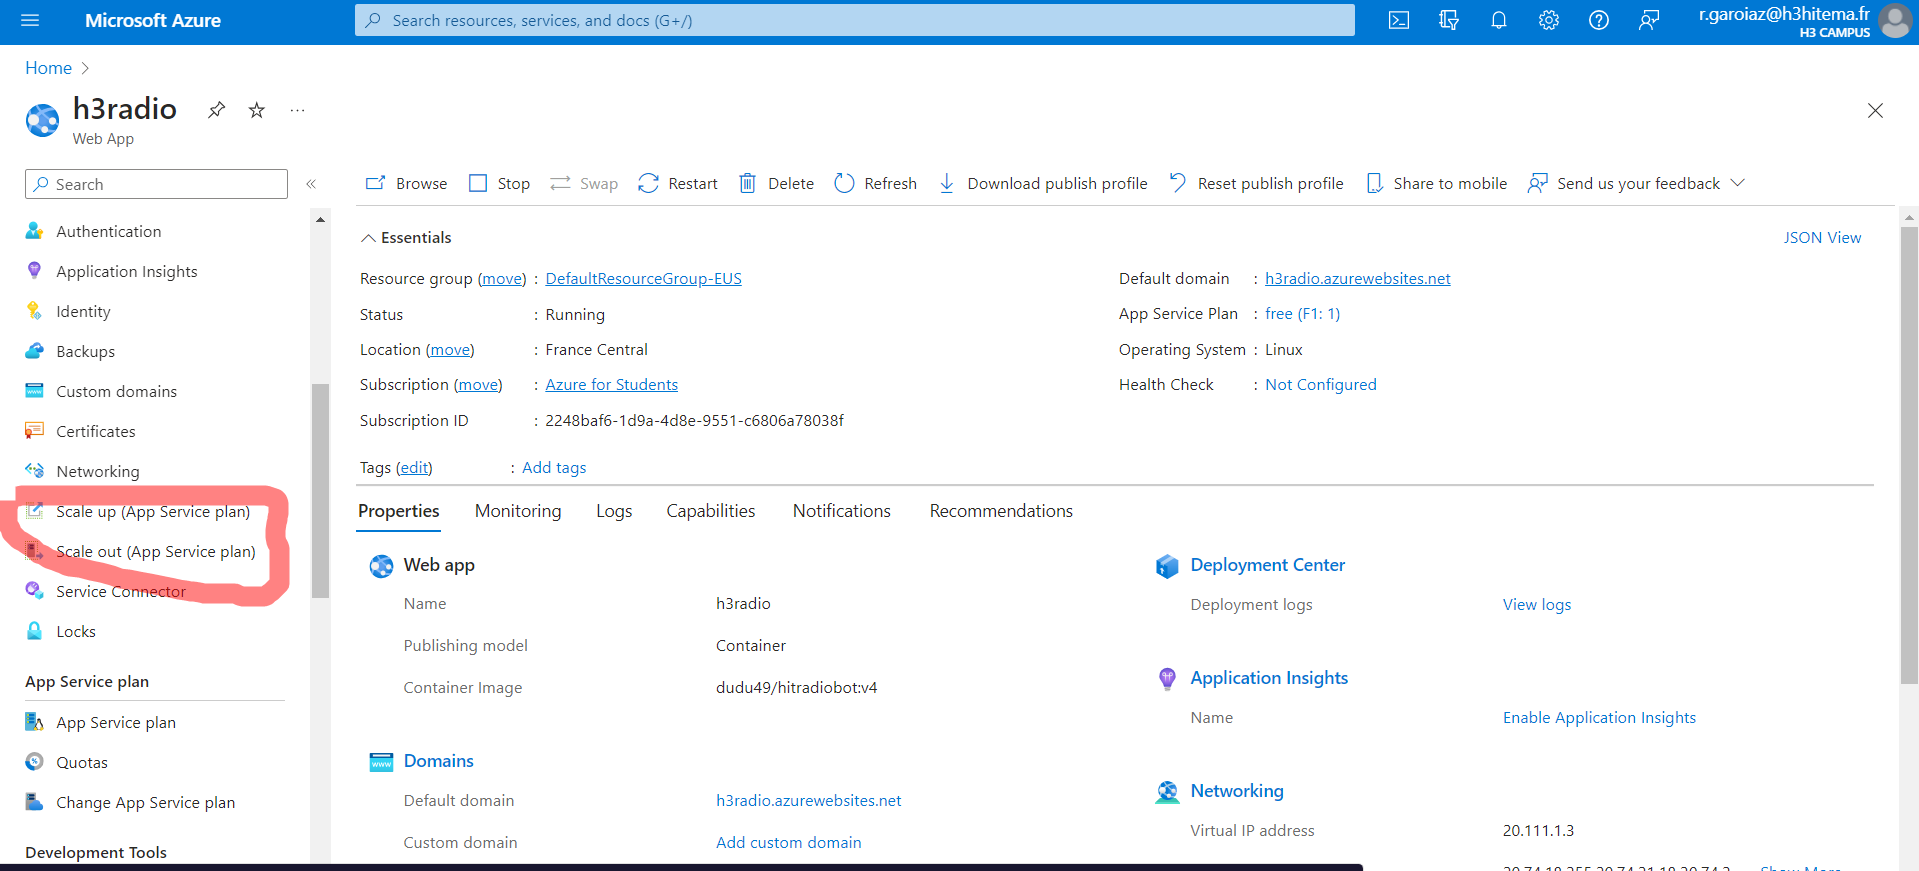 Microsoft Azure
Search resources, services, and docs (G+/)
r.garoiaz@h3hitema.fr
H3 CAMPUS
Home
h3radio
Web App
Search
Browse
Stop
Swap
Restart
Delete
Refresh
Download publish profile
Reset publish profile
Share to mobile
Send us your feedback
Authentication
Application Insights
Identity
Backups
Custom domains
Certificates
Networking
Scale up (App Service plan)
Scale out (App Service plan)
Service Connector
Locks
App Service plan
App Service plan
Quotas
Change App Service plan
Development Tools
Essentials
JSON View
Resource group (move) : DefaultResourceGroup-EUS
Status : Running
Location (move) : France Central
Subscription (move) : Azure for Students
Subscription ID : 2248baf6-1d9a-4d8e-9551-c6806a78038f
Default domain : h3radio.azurewebsites.net
App Service Plan : free (F1: 1)
Operating System : Linux
Health Check : Not Configured
Tags (edit) : Add tags
Properties
Monitoring
Logs
Capabilities
Notifications
Recommendations
Web app
Name h3radio
Publishing model Container
Container Image dudu49/hitradiobot:v4
Domains
Default domain h3radio.azurewebsites.net
Custom domain Add custom domain
Deployment Center
Deployment logs View logs
Application Insights
Name Enable Application Insights
Networking
Virtual IP address 20.111.1.3
Show More